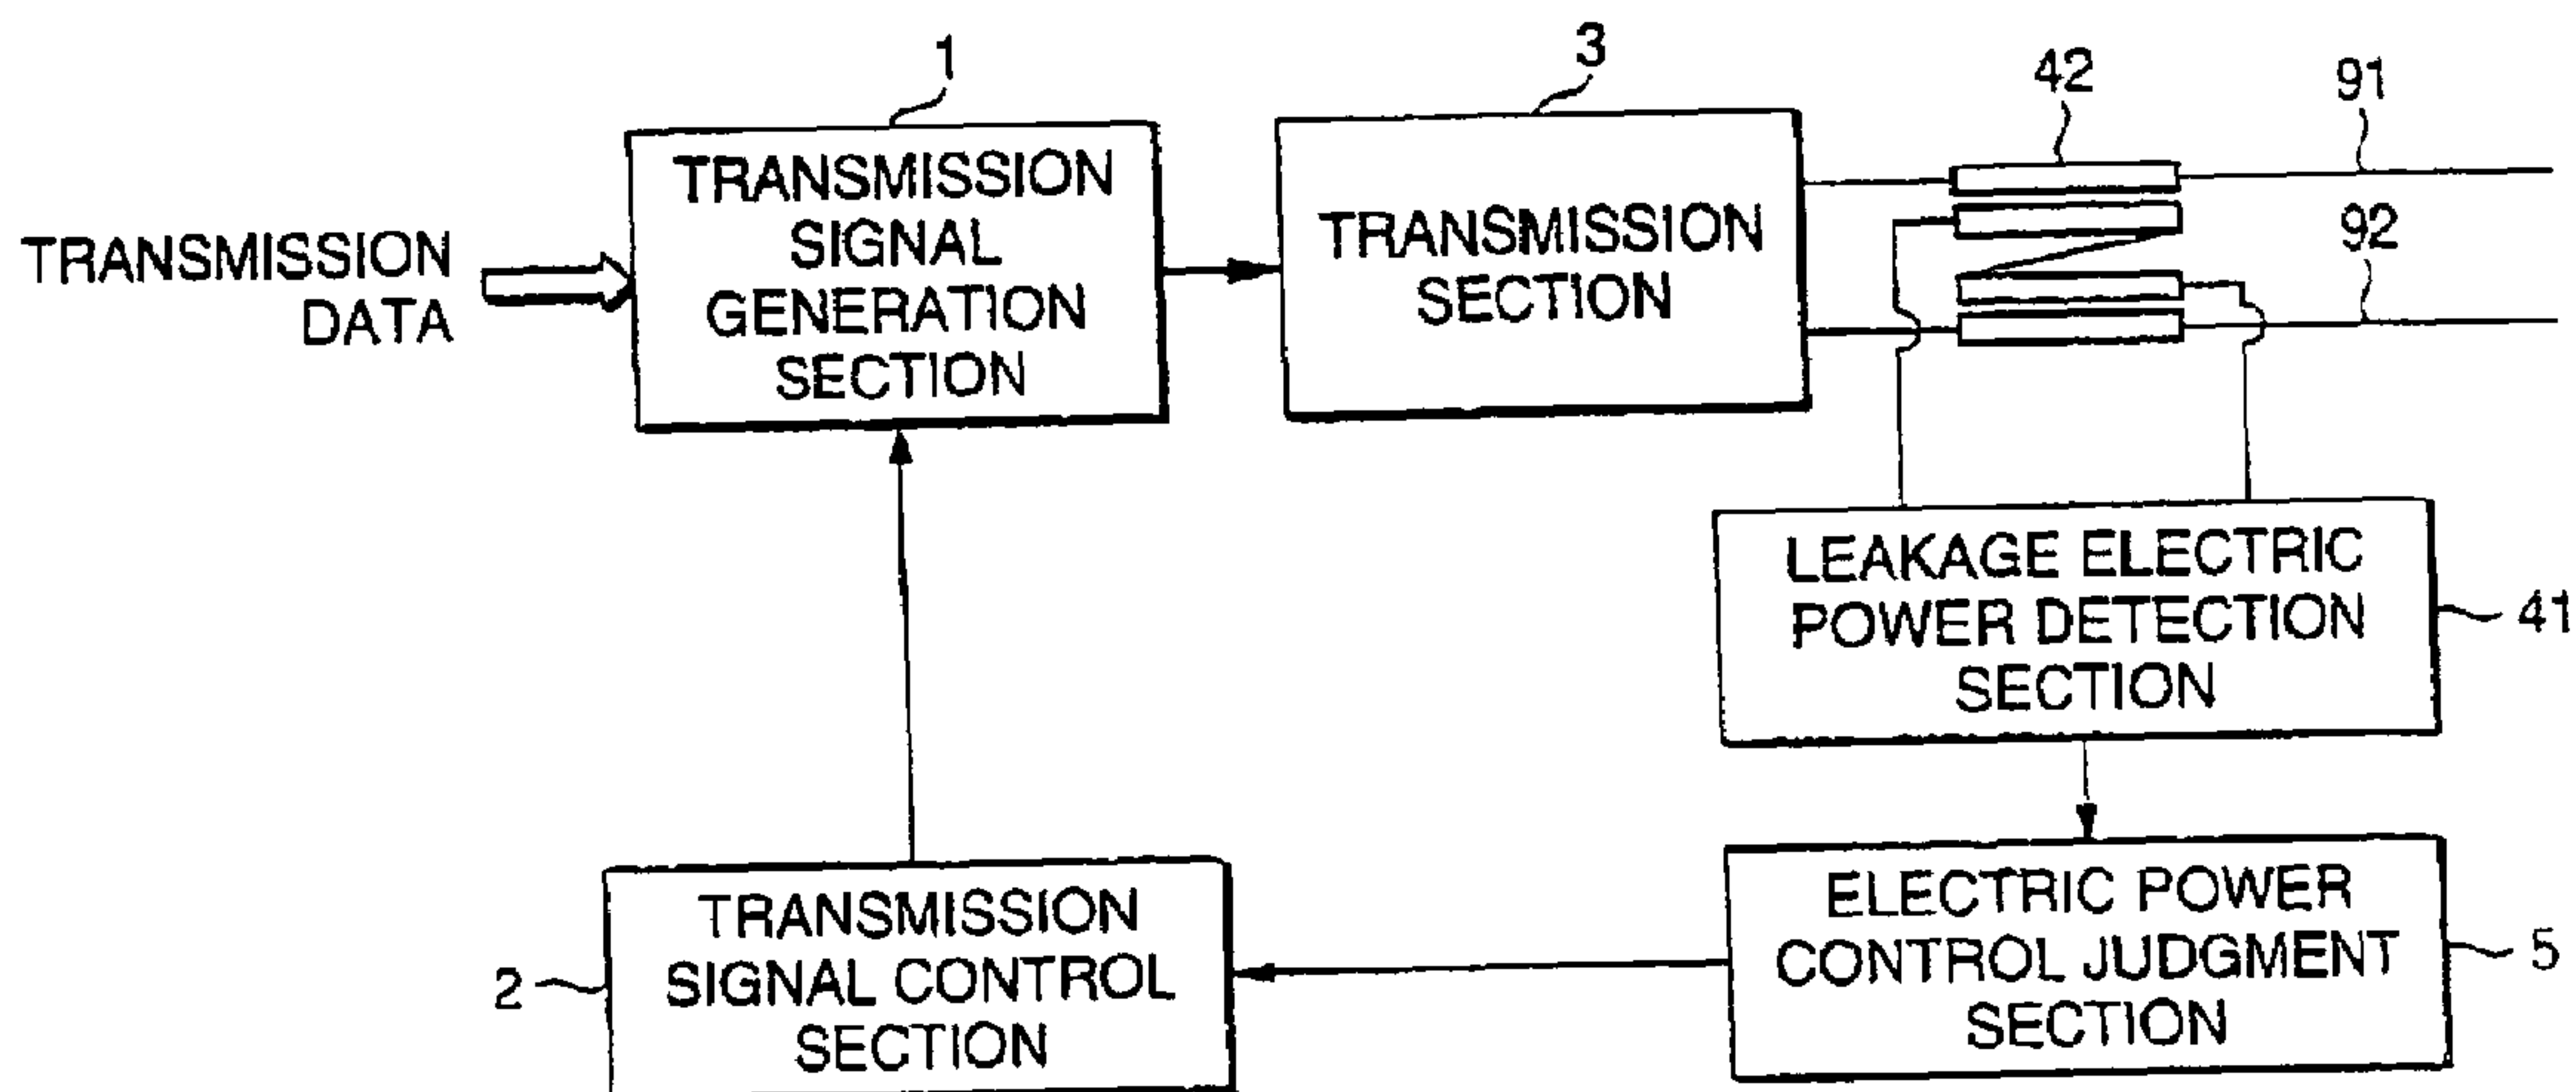 1
3
42
91
TRANSMISSION
SIGNAL
GENERATION
SECTION
TRANSMISSION
DATA
TRANSMISSION
SECTION
92
LEAKAGE ELECTRIC
POWER DETECTION
SECTION
41
TRANSMISSION
SIGNAL CONTROL
SECTION
2
ELECTRIC POWER
CONTROL JUDGMENT
SECTION
5